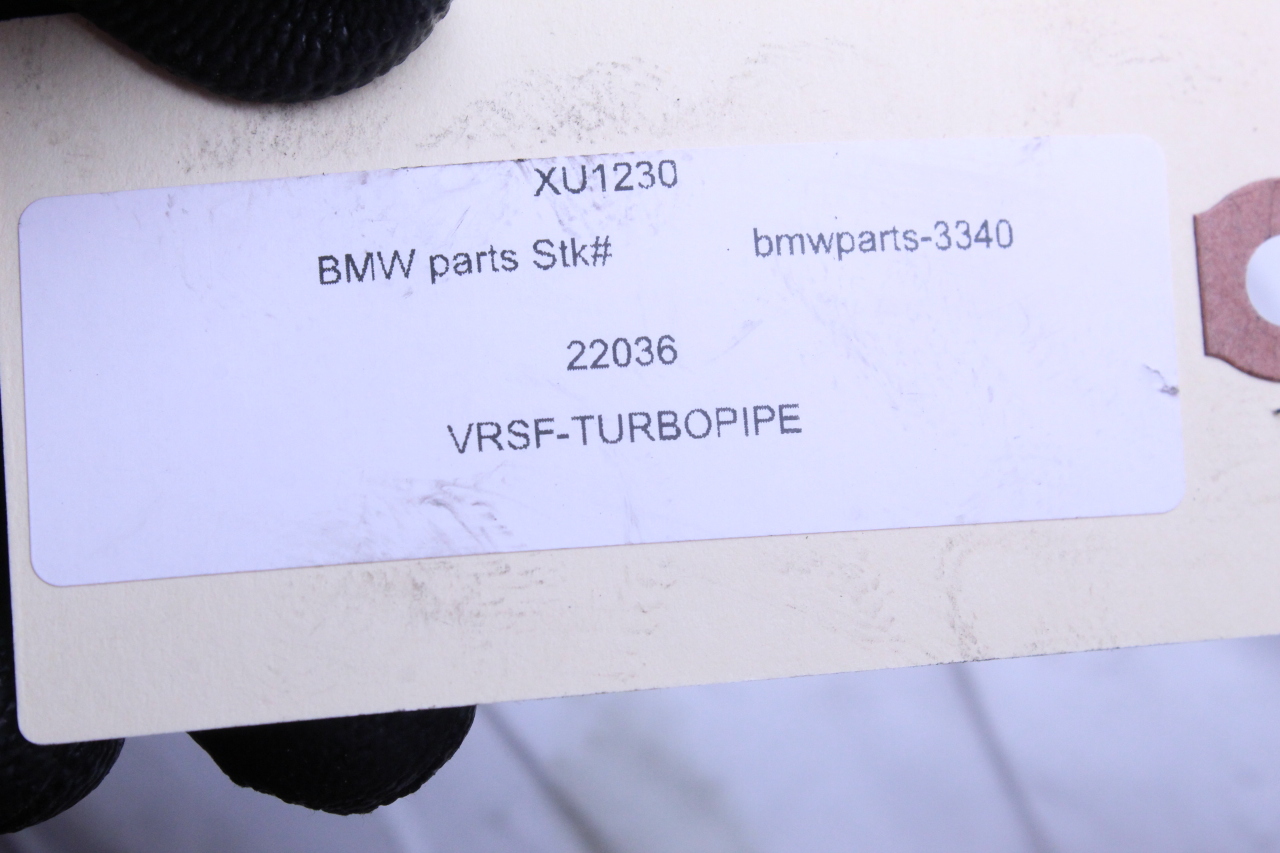 XU1230
BMW parts Stk# bmwparts-3340
22036
VRSF-TURBOPIPE